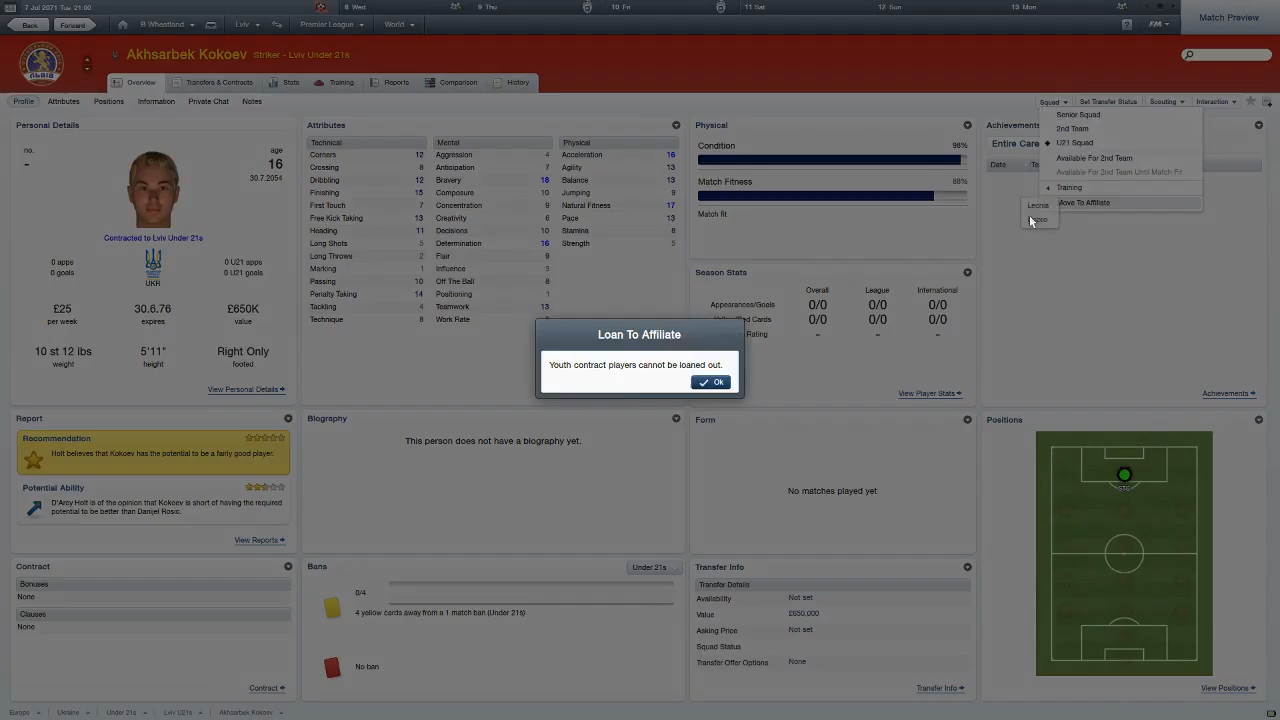 7 Jul 2071 Tue 21:00
8 Wed
9 Thu
10 Fri
11 Sat
12 Sun
13 Mon
Match Preview
Back
Forward
B Wheatland
Lviv
Premier League
World
?
FM
Akhsarbek Kokoev
Striker - Lviv Under 21s
Overview
Transfers & Contracts
Stats
Training
Reports
Comparison
History
Profile
Attributes
Positions
Information
Private Chat
Notes
Squad
Set Transfer Status
Scouting
Interaction
Senior Squad
2nd Team
U21 Squad
Available For 2nd Team
Available For 2nd Team Until Match Fit
Training
Move To Affiliate
Lechia
Personal Details
no.
-
age
16
30.7.2054
Contracted to Lviv Under 21s
0 apps
0 goals
UKR
0 U21 apps
0 U21 goals
£25
per week
30.6.76
expires
£650K
value
10 st 12 lbs
weight
5'11"
height
Right Only
footed
View Personal Details
Attributes
Technical
Corners 12
Crossing 8
Dribbling 12
Finishing 15
First Touch 7
Free Kick Taking 13
Heading 11
Long Shots 5
Long Throws 2
Marking 1
Passing 10
Penalty Taking 14
Tackling 4
Technique 8
Mental
Aggression 4
Anticipation 7
Bravery 18
Composure 10
Concentration 9
Creativity 6
Decisions 10
Determination 16
Flair 9
Influence 3
Off The Ball 8
Positioning 1
Teamwork 13
Work Rate
Physical
Acceleration 16
Agility 13
Balance 13
Jumping 9
Natural Fitness 17
Pace 13
Stamina 8
Strength 5
Physical
Condition 98%
Match Fitness 88%
Match fit
Season Stats
Overall
League
International
Appearances/Goals 0/0 0/0 0/0
0/0 0/0 0/0
Rating - - -
View Player Stats
Achievements
Entire Care
Date
Achievements
Loan To Affiliate
Youth contract players cannot be loaned out.
Ok
Report
Recommendation
Holt believes that Kokoev has the potential to be a fairly good player.
Potential Ability
D'Arcy Holt is of the opinion that Kokoev is short of having the required
potential to be better than Danijel Rosic.
View Reports
Biography
This person does not have a biography yet.
Form
No matches played yet
Positions
STC
View Positions
Contract
Bonuses
None
Clauses
None
Contract
Bans
Under 21s
0/4
4 yellow cards away from a 1 match ban (Under 21s)
No ban
Transfer Info
Transfer Details
Availability Not set
Value £650,000
Asking Price Not set
Squad Status
Transfer Offer Options None
Transfer Info
Europe
Ukraine
Under 21s
Lviv U21s
Akhsarbek Kokoev